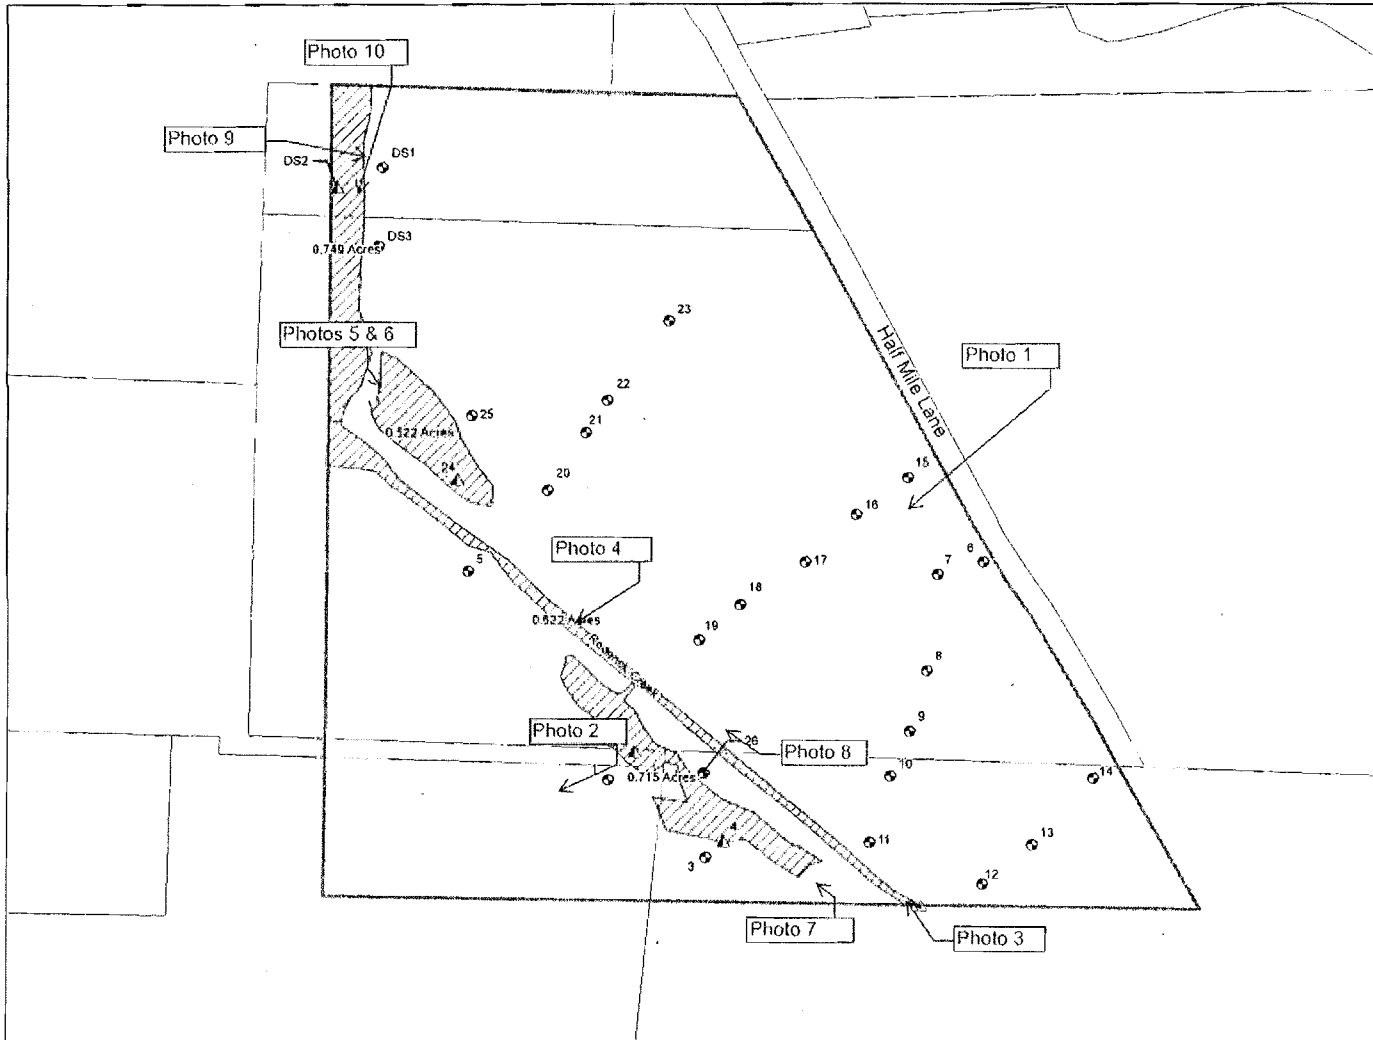 Photo 10
Photo 9
DS2
DS1
DS3
0.749 Acres
23
Photos 5 & 6
Half Mile Lane
Photo 1
22
25
21
0.522 Acres
24
20
15
16
Photo 4
5
17
6
7
18
0.622 Acres
19
8
Photo 2
9
26
Photo 8
0.715 Acres
10
14
4
11
13
3
12
Photo 7
Photo 3